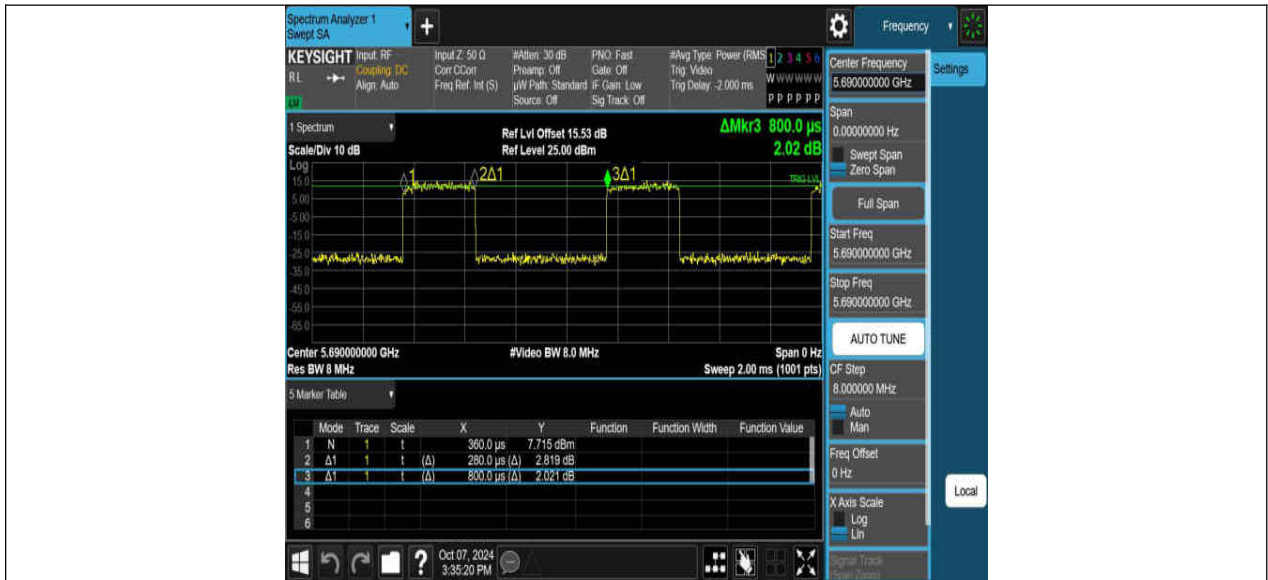 Spectrum Analyzer 1
Swept SA
+
Frequency
KEYSIGHT
RL
LXI
Input: RF
Coupling: DC
Align: Auto
Input Z: 50 Ω
Corr CCorr
Freq Ref: Int (S)
#Atten: 30 dB
Preamp: Off
µW Path: Standard
Source: Off
PNO: Fast
Gate: Off
IF Gain: Low
Sig Track: Off
#Avg Type: Power (RMS
Trig: Video
Trig Delay: -2.000 ms
1 2 3 4 5 6
W W W W W W
P P P P P P
Center Frequency
5.690000000 GHz
Settings
1 Spectrum
Ref Lvl Offset 15.53 dB
ΔMkr3 800.0 µs
Scale/Div 10 dB
Ref Level 25.00 dBm
2.02 dB
Log
1
2Δ1
3Δ1
TRIG LVL
15.0
5.00
-5.00
-15.0
-25.0
-35.0
-45.0
-55.0
-65.0
Center 5.690000000 GHz
#Video BW 8.0 MHz
Span 0 Hz
Res BW 8 MHz
Sweep 2.00 ms (1001 pts)
Span
0.00000000 Hz
Swept Span
Zero Span
Full Span
Start Freq
5.690000000 GHz
Stop Freq
5.690000000 GHz
AUTO TUNE
CF Step
8.000000 MHz
Auto
Man
Freq Offset
0 Hz
X Axis Scale
Log
Lin
Signal Track
(Span Zoom)
Local
5 Marker Table
Mode Trace Scale X Y Function Function Width Function Value
1 N 1 t 360.0 µs 7.715 dBm
2 Δ1 1 t (Δ) 280.0 µs (Δ) 2.819 dB
3 Δ1 1 t (Δ) 800.0 µs (Δ) 2.021 dB
4
5
6
?
Oct 07, 2024
3:35:20 PM